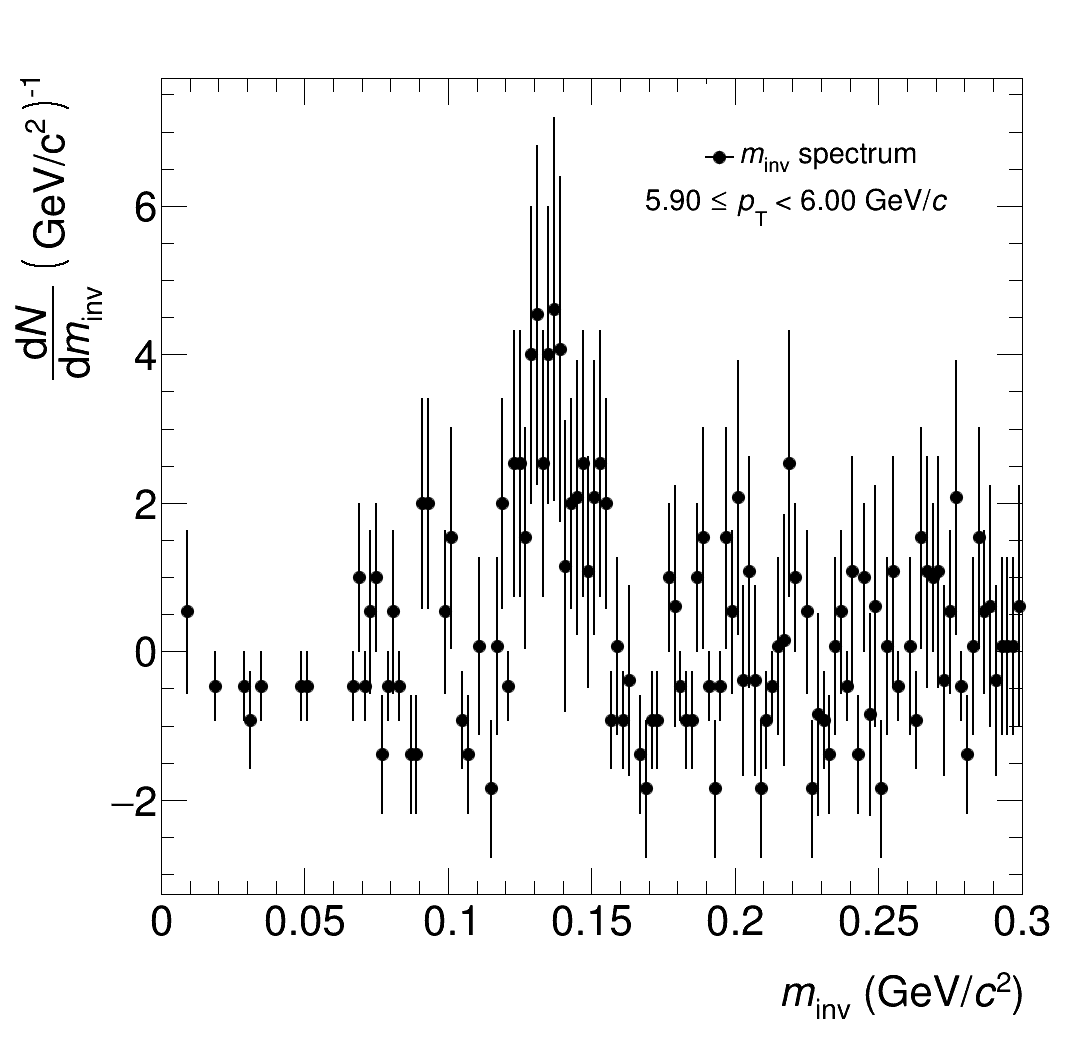 dN/dm_inv (GeV/c²)⁻¹
m_inv spectrum
5.90 ≤ p_T < 6.00 GeV/c
6
4
2
0
−2
0 0.05 0.1 0.15 0.2 0.25 0.3
m_inv (GeV/c²)